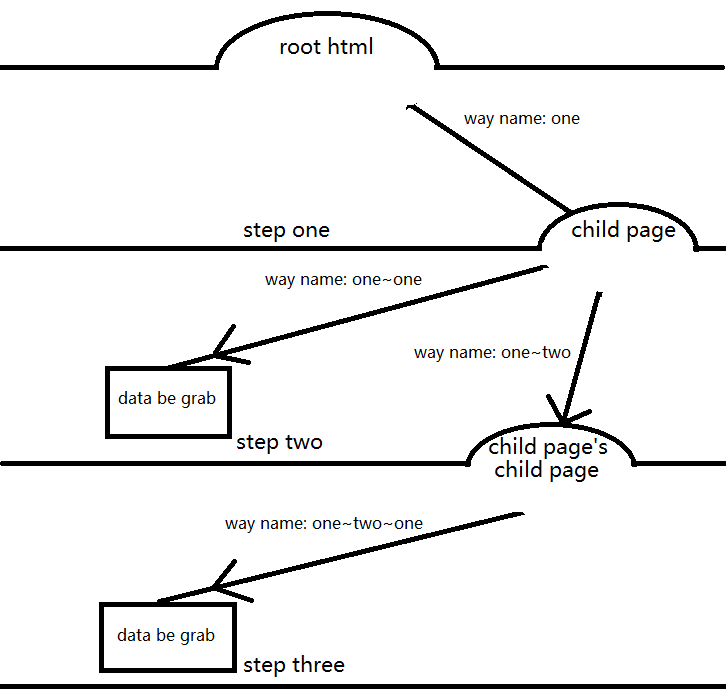 root html
way name: one
step one
child page
way name: one~one
way name: one~two
data be grab
step two
child page's
child page
way name: one~two~one
data be grab
step three